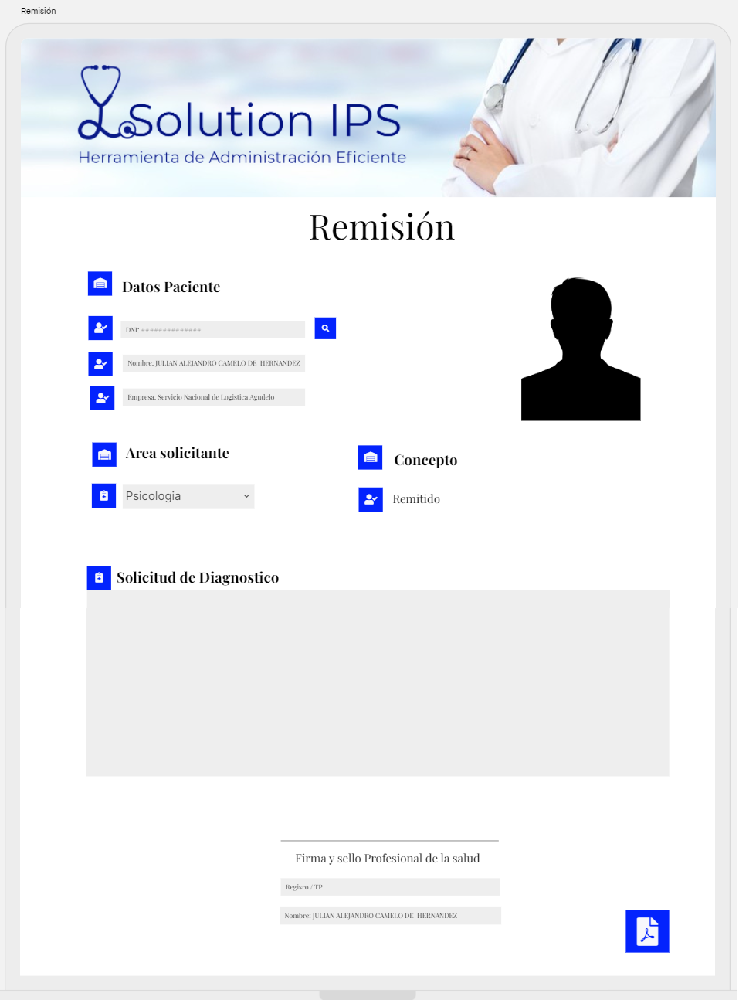 Remisión
Solution IPS
Herramienta de Administración Eficiente
Remisión
Datos Paciente
DNI: ##############
Nombre: JULIAN ALEJANDRO CAMELO DE HERNANDEZ
Empresa: Servicio Nacional de Logistica Agudelo
Area solicitante
Concepto
Psicologia
Remitido
Solicitud de Diagnostico
Firma y sello Profesional de la salud
Regisro / TP
Nombre: JULIAN ALEJANDRO CAMELO DE HERNANDEZ